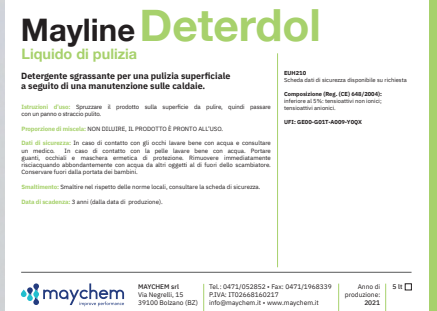 Mayline Deterdol
Liquido di pulizia
Detergente sgrassante per una pulizia superficiale
a seguito di una manutenzione sulle caldaie.
Istruzioni d'uso: Spruzzare il prodotto sulla superficie da pulire, quindi passare
con un panno o straccio pulito.
Preparazione di miscela: NON DILUIRE, IL PRODOTTO È PRONTO ALL'USO.
Dati di sicurezza: In caso di contatto con gli occhi lavare bene con acqua e consultare
un medico. In caso di contatto con la pelle lavare bene con acqua. Portare
guanti, occhiali e maschera ermetica di protezione. Rimuovere immediatamente
risciacquando abbondantemente con acqua da altri oggetti al di fuori dello scambiatore.
Conservare fuori dalla portata dei bambini.
Smaltimento: Smaltire nel rispetto delle norme locali, consultare la scheda di sicurezza.
Data di scadenza: 3 anni (dalla data di produzione).
EUH210
Scheda dati di sicurezza disponibile su richiesta
Composizione (Reg. (CE) 648/2004):
inferiore al 5%: tensioattivi non ionici;
tensioattivi anionici.
UFI: GE00-G01T-A009-Y0QX
maychem
improve performance
MAYCHEM srl
Via Negrelli, 15
39100 Bolzano (BZ)
Tel.: 0471/052852 • Fax: 0471/1968339
P.IVA: IT02668160217
info@maychem.it • www.maychem.it
Anno di
produzione:
2021
5 lt